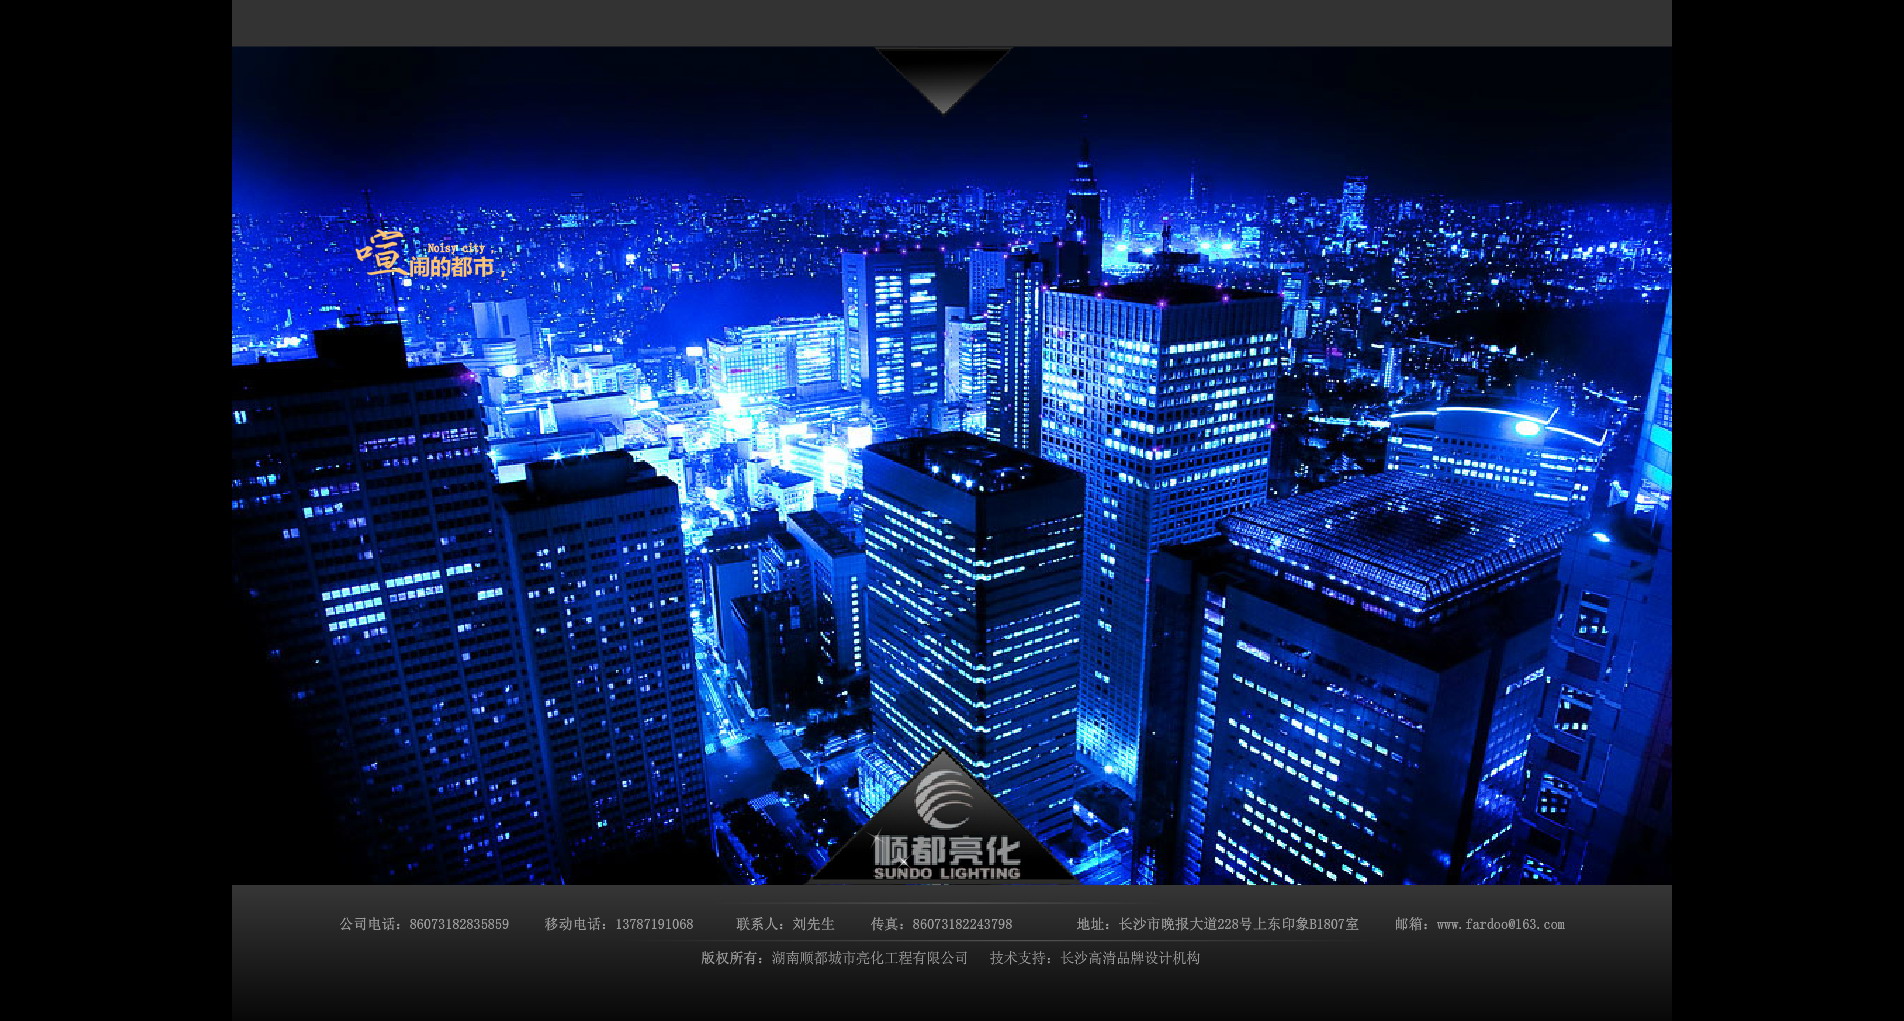 Noisy city
喧闹的都市，
顺都亮化
SUNDO LIGHTING
公司电话：86073182835859 移动电话：13787191068 联系人：刘先生 传真：86073182243798 地址：长沙市晚报大道228号上东印象B1807室 邮箱：www.fardoo@163.com
版权所有：湖南顺都城市亮化工程有限公司 技术支持：长沙高清品牌设计机构